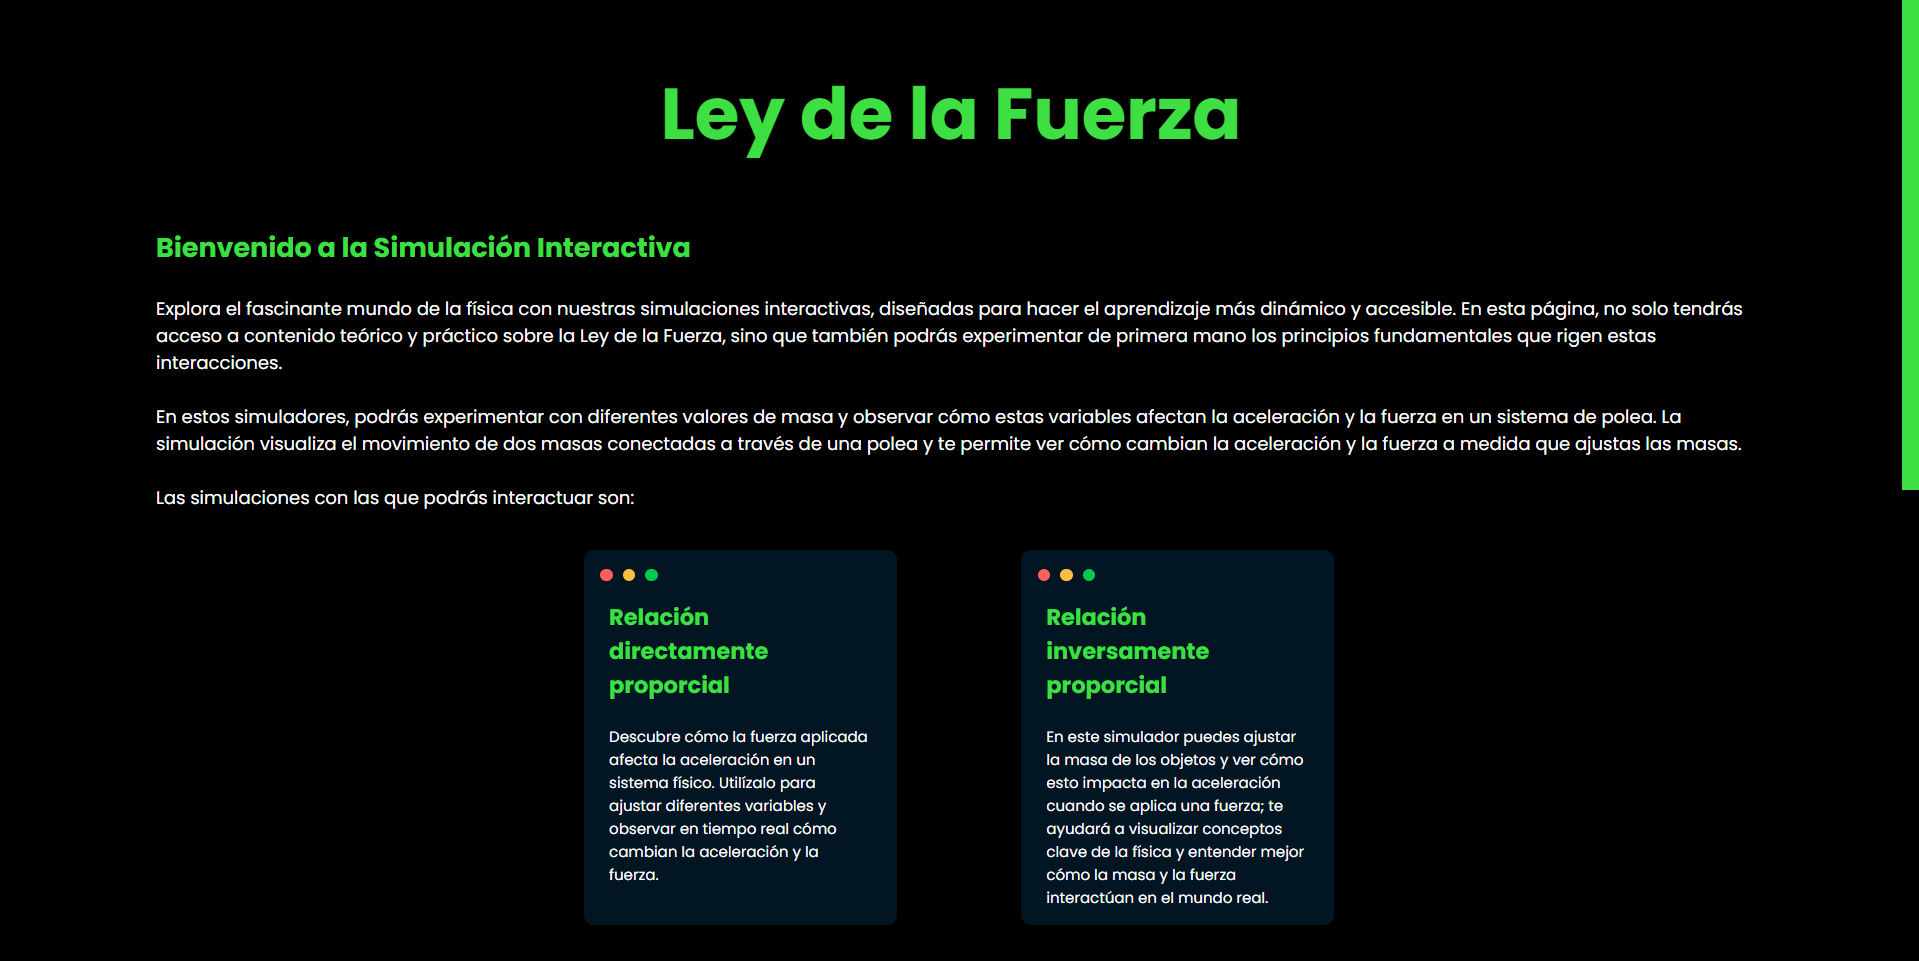 Ley de la Fuerza
Bienvenido a la Simulación Interactiva
Explora el fascinante mundo de la física con nuestras simulaciones interactivas, diseñadas para hacer el aprendizaje más dinámico y accesible. En esta página, no solo tendrás
acceso a contenido teórico y práctico sobre la Ley de la Fuerza, sino que también podrás experimentar de primera mano los principios fundamentales que rigen estas
interacciones.
En estos simuladores, podrás experimentar con diferentes valores de masa y observar cómo estas variables afectan la aceleración y la fuerza en un sistema de polea. La
simulación visualiza el movimiento de dos masas conectadas a través de una polea y te permite ver cómo cambian la aceleración y la fuerza a medida que ajustas las masas.
Las simulaciones con las que podrás interactuar son:
Relación
directamente
proporcial
Descubre cómo la fuerza aplicada
afecta la aceleración en un
sistema físico. Utilízalo para
ajustar diferentes variables y
observar en tiempo real cómo
cambian la aceleración y la
fuerza.
Relación
inversamente
proporcial
En este simulador puedes ajustar
la masa de los objetos y ver cómo
esto impacta en la aceleración
cuando se aplica una fuerza; te
ayudará a visualizar conceptos
clave de la física y entender mejor
cómo la masa y la fuerza
interactúan en el mundo real.